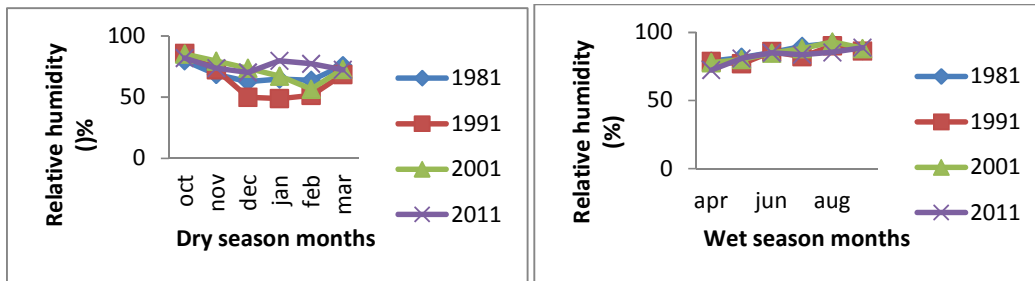 Relative humidity
()%
100
50
0
oct
nov
dec
jan
feb
mar
Dry season months
1981
1991
2001
2011
Relative humidity
(%)
100
50
0
apr
jun
aug
Wet season months
1981
1991
2001
2011